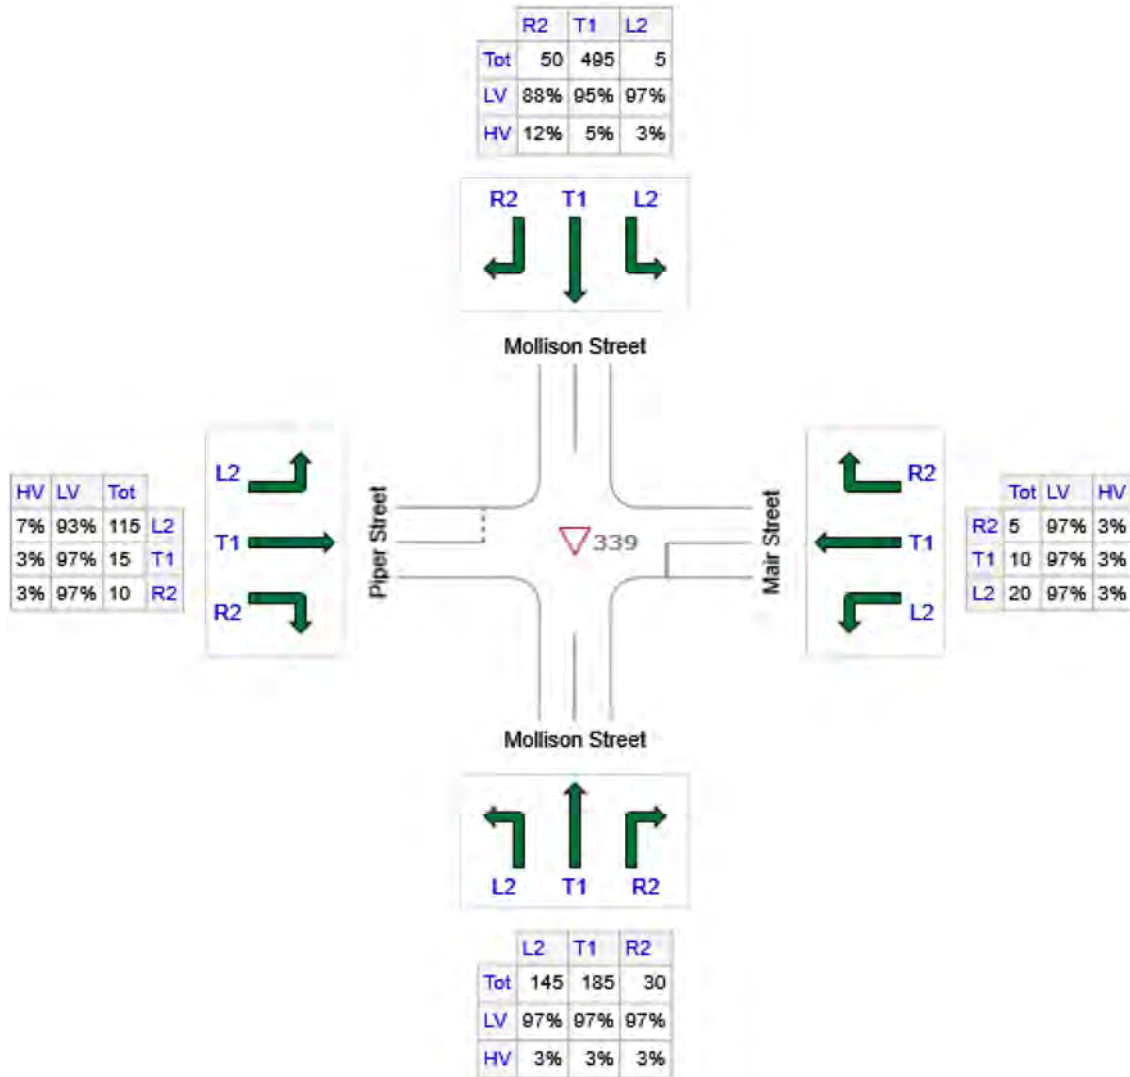 R2 T1 L2
Tot 50 495 5
LV 88% 95% 97%
HV 12% 5% 3%
R2 T1 L2
Mollison Street
HV LV Tot
7% 93% 115 L2
3% 97% 15 T1
3% 97% 10 R2
L2
T1
R2
Piper Street
339
Mair Street
R2
T1
L2
Tot LV HV
R2 5 97% 3%
T1 10 97% 3%
L2 20 97% 3%
Mollison Street
L2 T1 R2
L2 T1 R2
Tot 145 185 30
LV 97% 97% 97%
HV 3% 3% 3%